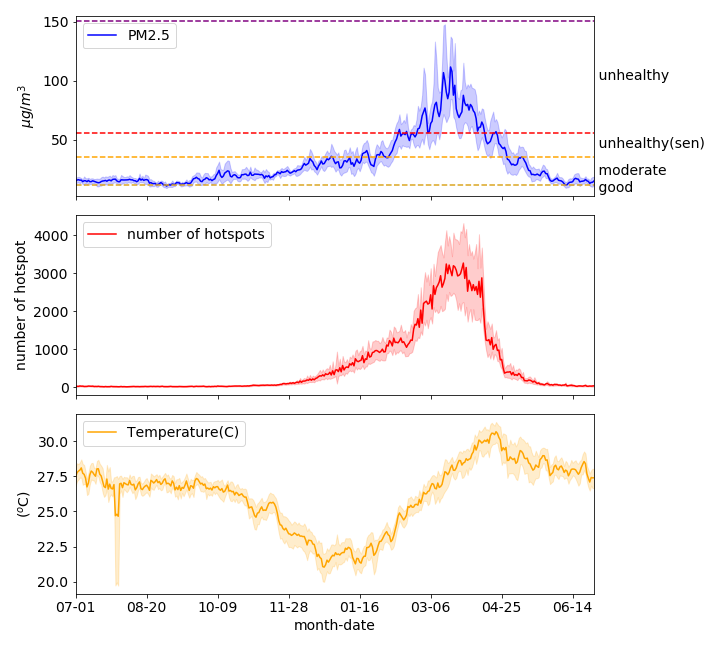 150
100
50
µg/m³
PM2.5
unhealthy
unhealthy(sen)
moderate
good
4000
3000
2000
1000
0
number of hotspot
number of hotspots
30.0
27.5
25.0
22.5
20.0
(°C)
Temperature(C)
07-01 08-20 10-09 11-28 01-16 03-06 04-25 06-14
month-date